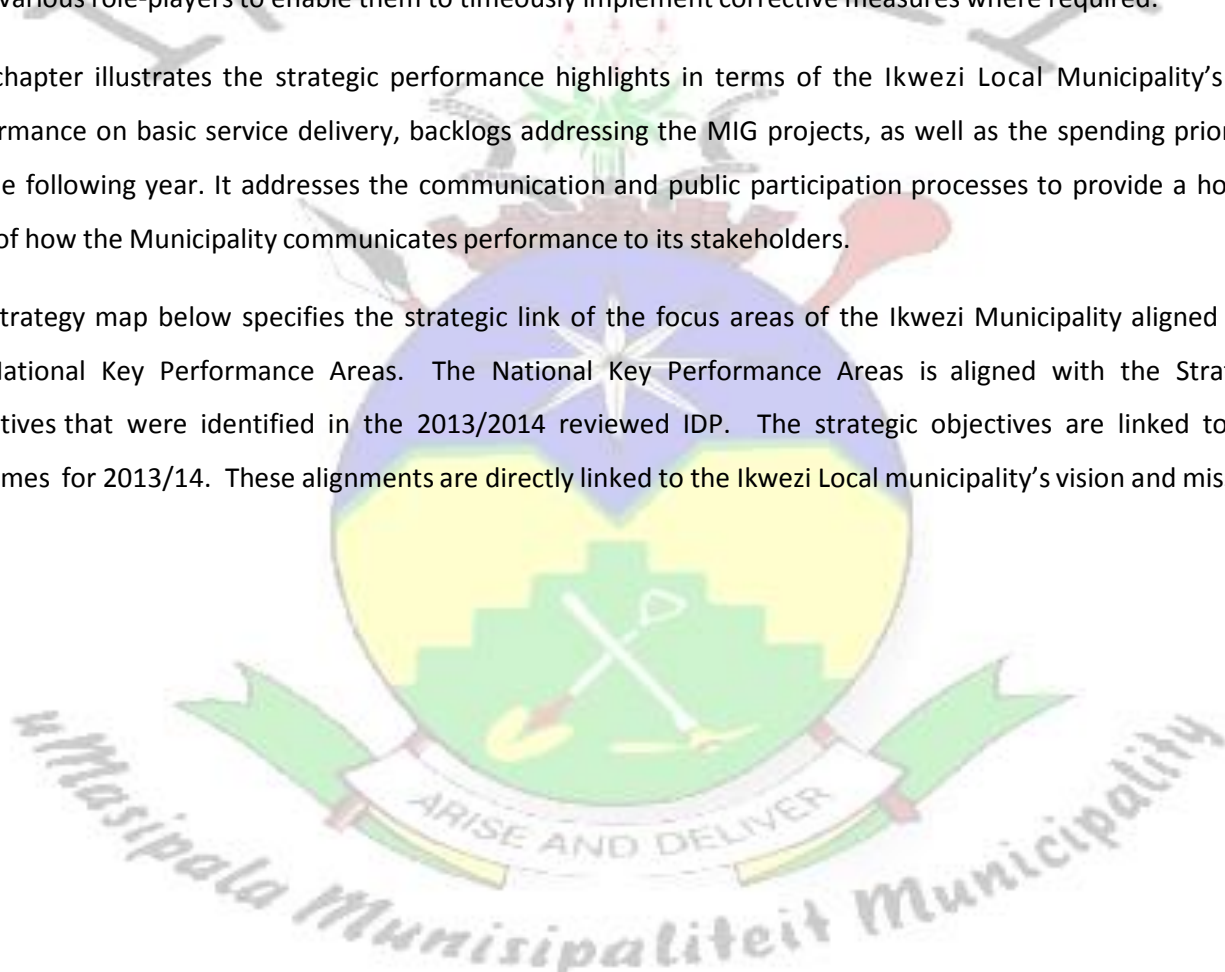 various role-players to enable them to timeously implement corrective measures where required.
chapter illustrates the strategic performance highlights in terms of the Ikwezi Local Municipality's
rmance on basic service delivery, backlogs addressing the MIG projects, as well as the spending prior
e following year. It addresses the communication and public participation processes to provide a ho
of how the Municipality communicates performance to its stakeholders.
trategy map below specifies the strategic link of the focus areas of the Ikwezi Municipality aligned
National Key Performance Areas. The National Key Performance Areas is aligned with the Strat
tives that were identified in the 2013/2014 reviewed IDP. The strategic objectives are linked to
mes for 2013/14. These alignments are directly linked to the Ikwezi Local municipality's vision and mis
ARISE AND DELIVER
uMasipala Munisipaliteit Municipality